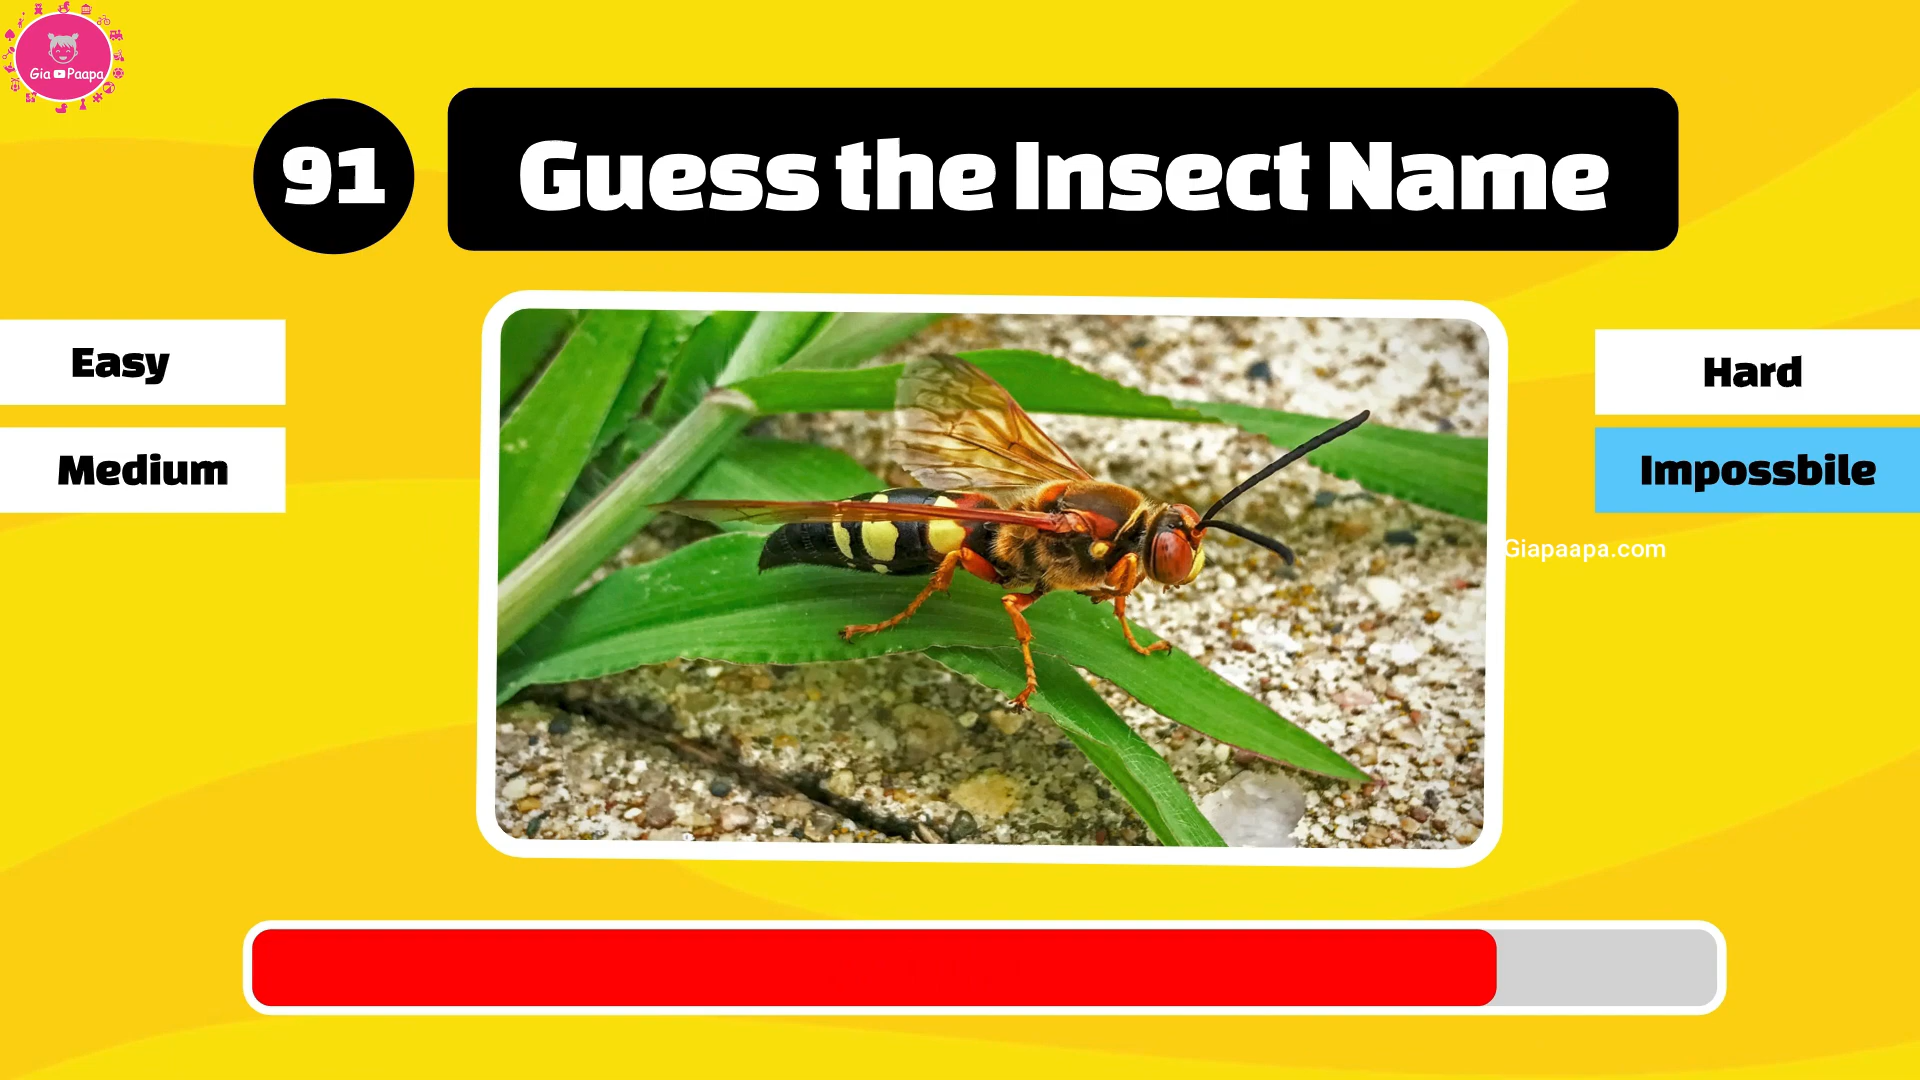 Gia Paapa
91
Guess the Insect Name
Easy
Medium
Hard
Impossbile
Giapaapa.com